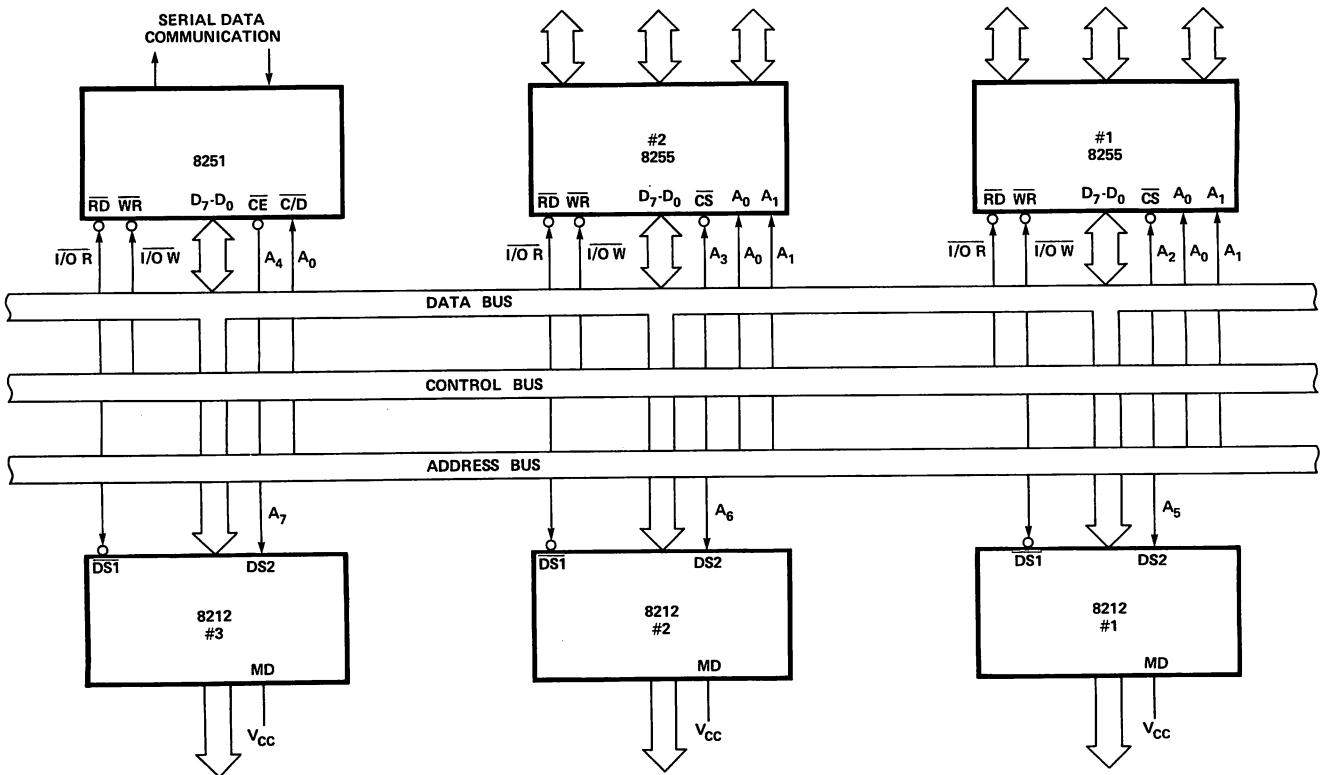 SERIAL DATA
COMMUNICATION
8251
RD WR D7-D0 CE C/D
I/O R I/O W A4 A0
#2
8255
RD WR D7-D0 CS A0 A1
I/O R I/O W A3 A0 A1
#1
8255
RD WR D7-D0 CS A0 A1
I/O R I/O W A2 A0 A1
DATA BUS
CONTROL BUS
ADDRESS BUS
A7
DS1 DS2
8212
#3
MD
VCC
A6
DS1 DS2
8212
#2
MD
VCC
A5
DS1 DS2
8212
#1
MD
VCC